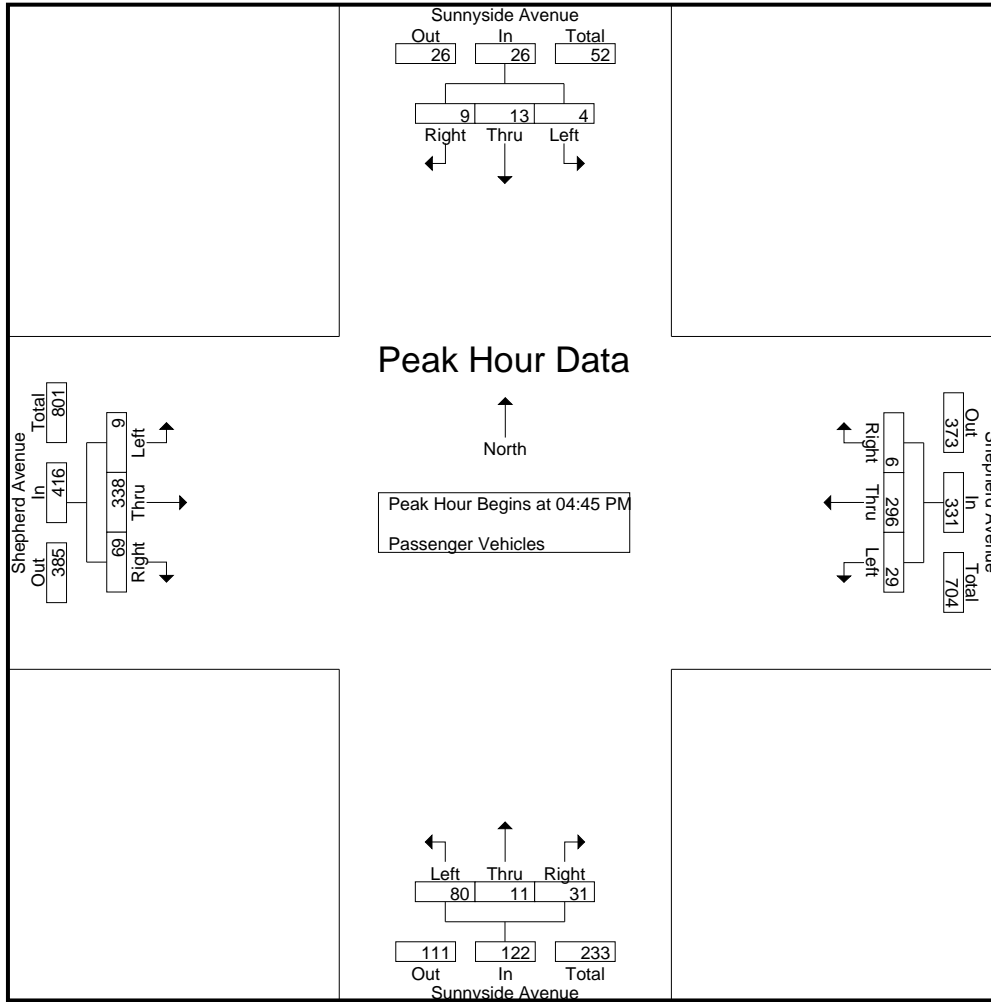 Sunnyside Avenue
Out In Total
26 26 52
9 13 4
Right Thru Left
Peak Hour Data
North
Peak Hour Begins at 04:45 PM
Passenger Vehicles
Shepherd Avenue
Out In Total
385 416 801
69 338 9
Right Thru Left
Shepherd Avenue
Out In Total
373 331 704
6 296 29
Right Thru Left
Left Thru Right
80 11 31
111 122 233
Out In Total
Sunnyside Avenue